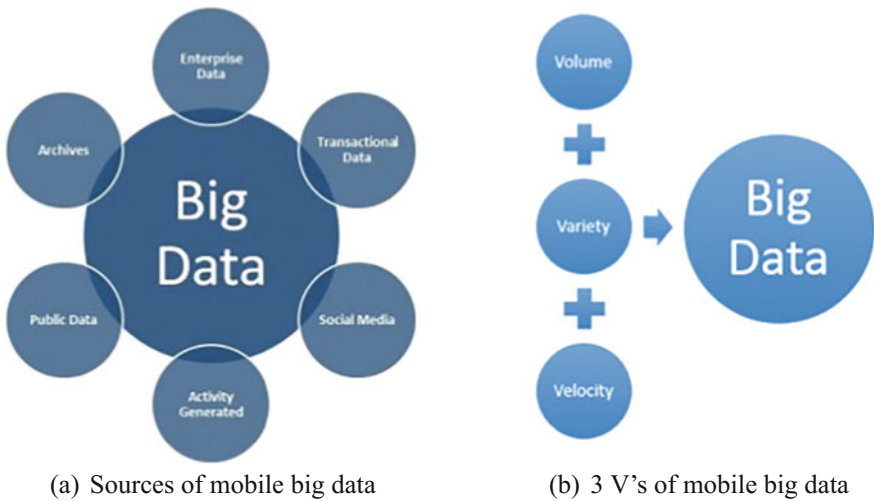 Enterprise
Data
Archives
Transactional
Data
Big
Data
Public Data
Social Media
Activity
Generated
(a) Sources of mobile big data
Volume
Variety
Velocity
Big
Data
(b) 3 V's of mobile big data